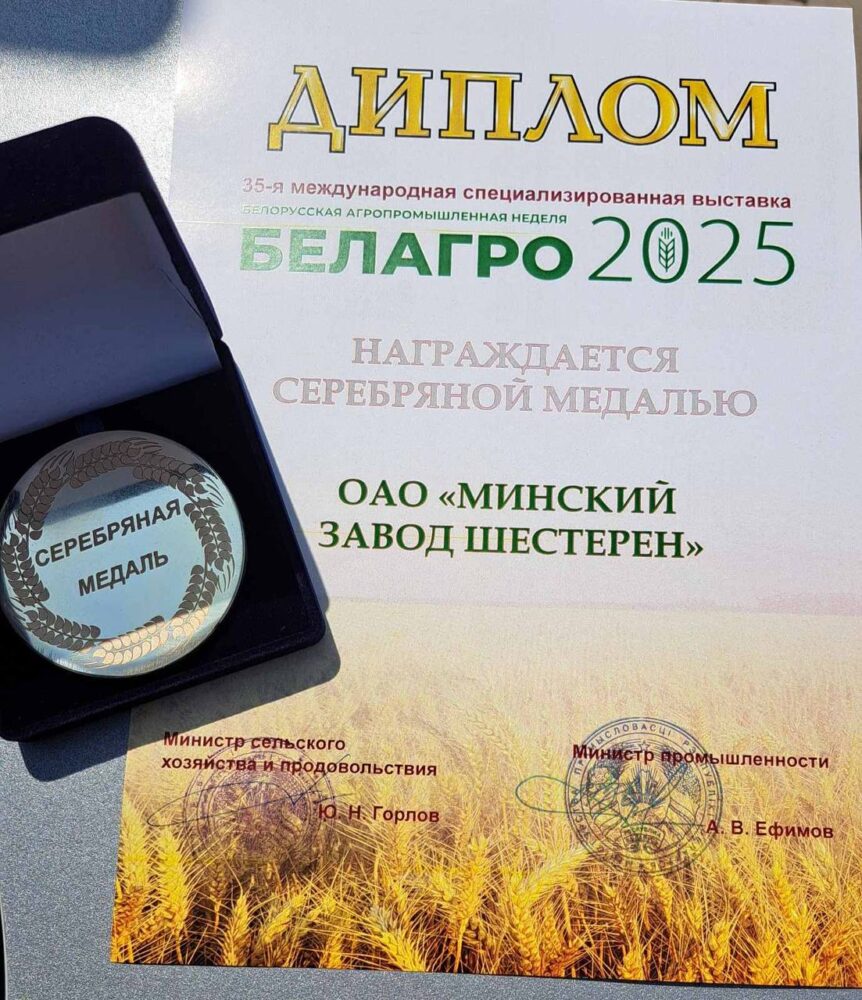 ДИПЛОМ
35-я международная специализированная выставка
БЕЛОРУССКАЯ АГРОПРОМЫШЛЕННАЯ НЕДЕЛЯ
БЕЛАГРО 2025
НАГРАЖДАЕТСЯ
СЕРЕБРЯНОЙ МЕДАЛЬЮ
ОАО «МИНСКИЙ
ЗАВОД ШЕСТЕРЕН»
СЕРЕБРЯНАЯ
МЕДАЛЬ
Министр сельского
хозяйства и продовольствия
Ю. Н. Горлов
Министр промышленности
А. В. Ефимов